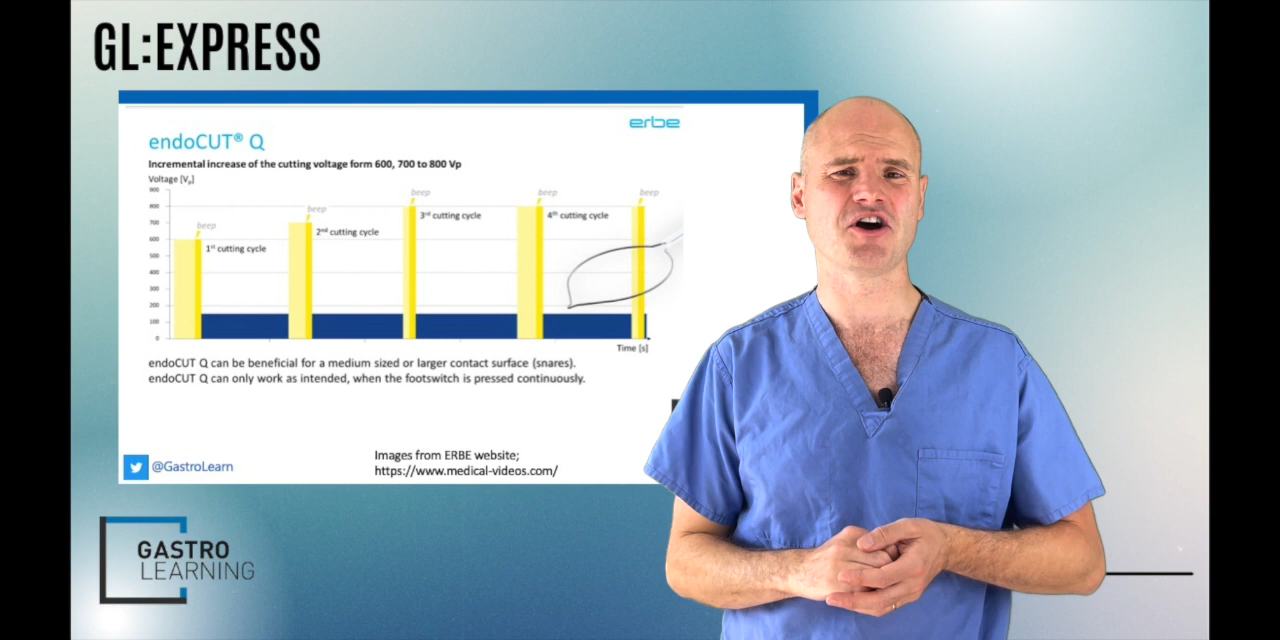 GL:EXPRESS
erbe
endoCUT® Q
Incremental increase of the cutting voltage form 600, 700 to 800 Vp
Voltage [Vp]
900
800
700
600
500
400
300
200
100
0
beep
1st cutting cycle
beep
2nd cutting cycle
beep
3rd cutting cycle
beep
4th cutting cycle
beep
Time [s]
endoCUT Q can be beneficial for a medium sized or larger contact surface (snares).
endoCUT Q can only work as intended, when the footswitch is pressed continuously.
Images from ERBE website;
https://www.medical-videos.com/
@GastroLearn
GASTRO
LEARNING